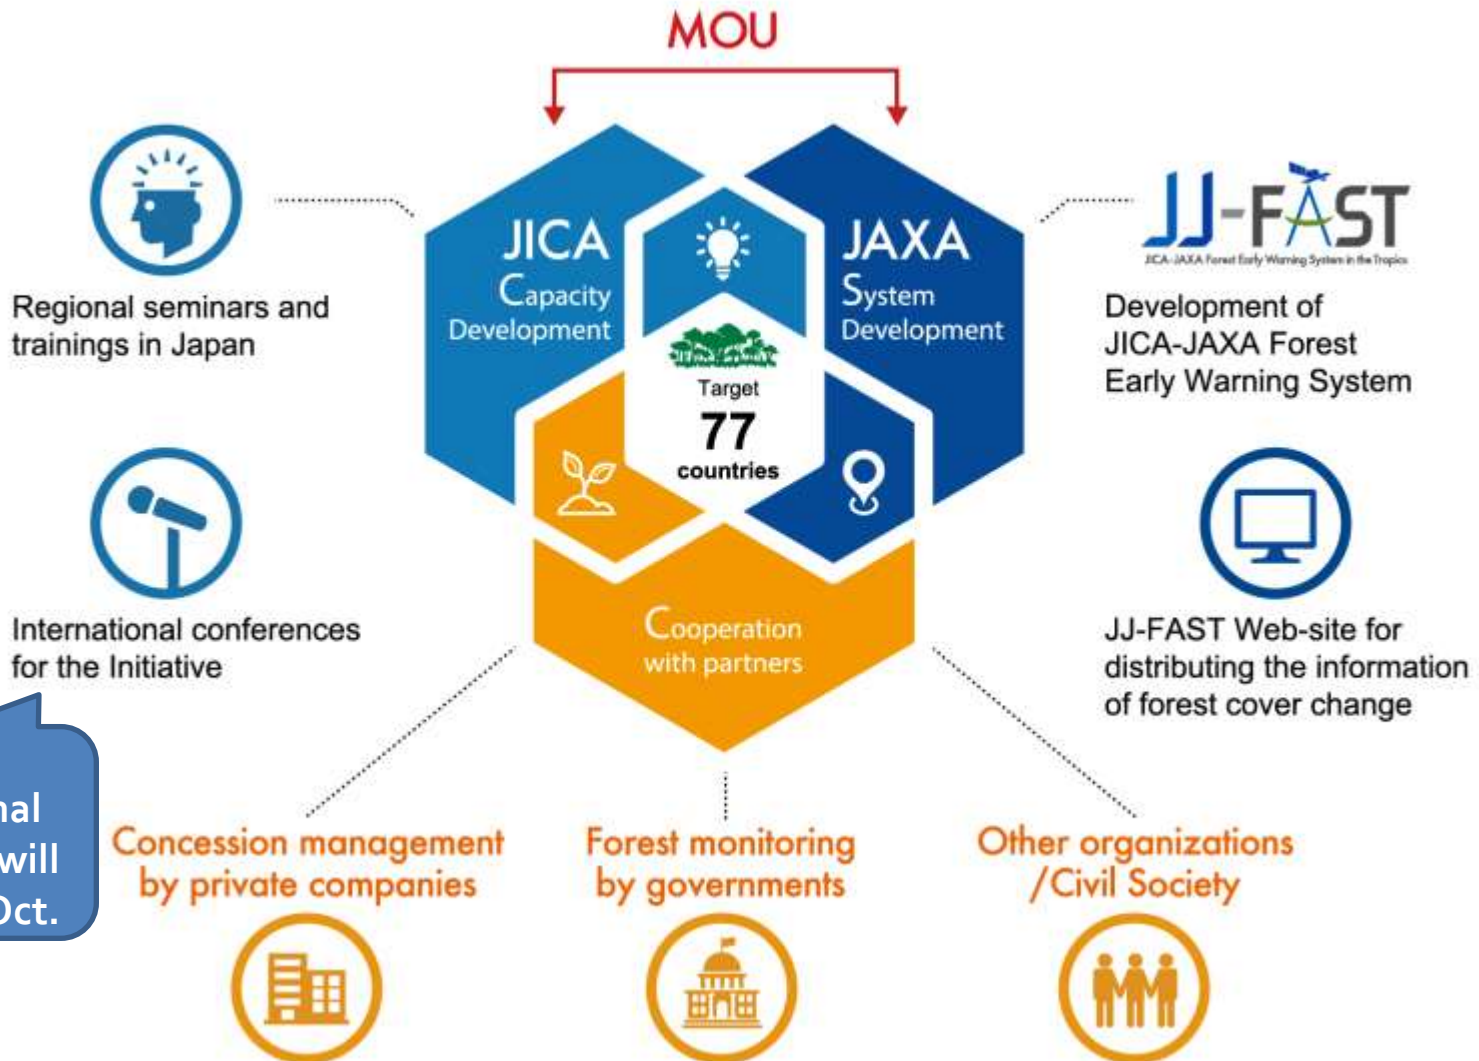 MOU
JICA
Capacity
Development
JAXA
System
Development
Target
77
countries
Regional seminars and
trainings in Japan
International conferences
for the Initiative
JJ-FAST
JICA-JAXA Forest Early Warning System in the Tropics
Development of
JICA-JAXA Forest
Early Warning System
JJ-FAST Web-site for
distributing the information
of forest cover change
Cooperation
with partners
will
Oct.
Concession management
by private companies
Forest monitoring
by governments
Other organizations
/Civil Society